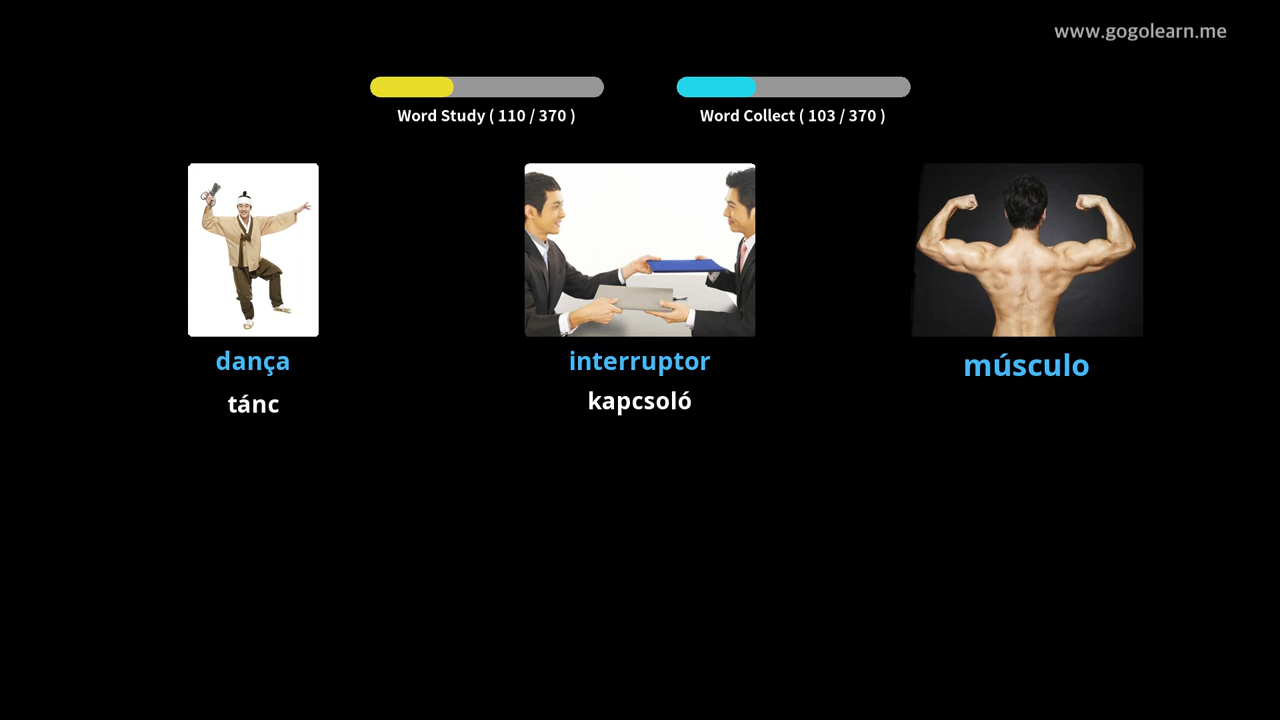 www.gogolearn.me
Word Study ( 110 / 370 )
Word Collect ( 103 / 370 )
dança
interruptor
músculo
tánc
kapcsoló